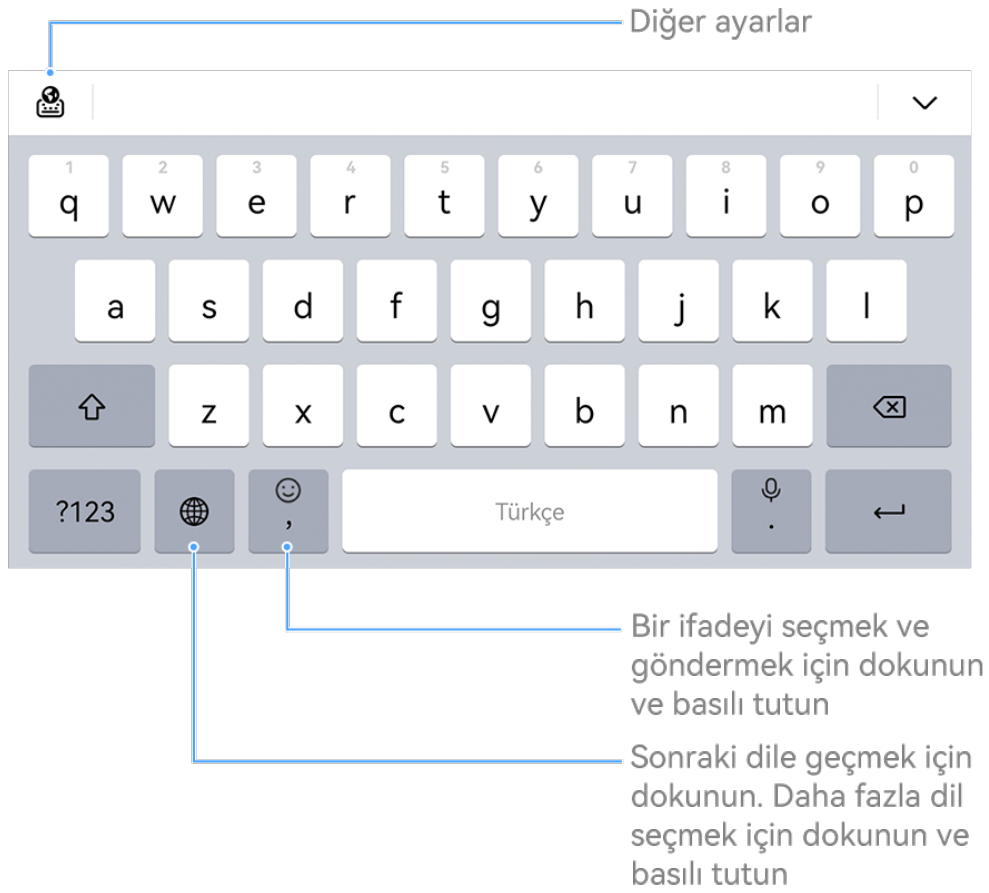 Diğer ayarlar
1 2 3 4 5 6 7 8 9 0
q w e r t y u i o p
a s d f g h j k l
z x c v b n m
?123 , Türkçe .
Bir ifadeyi seçmek ve
göndermek için dokunun
ve basılı tutun
Sonraki dile geçmek için
dokunun. Daha fazla dil
seçmek için dokunun ve
basılı tutun